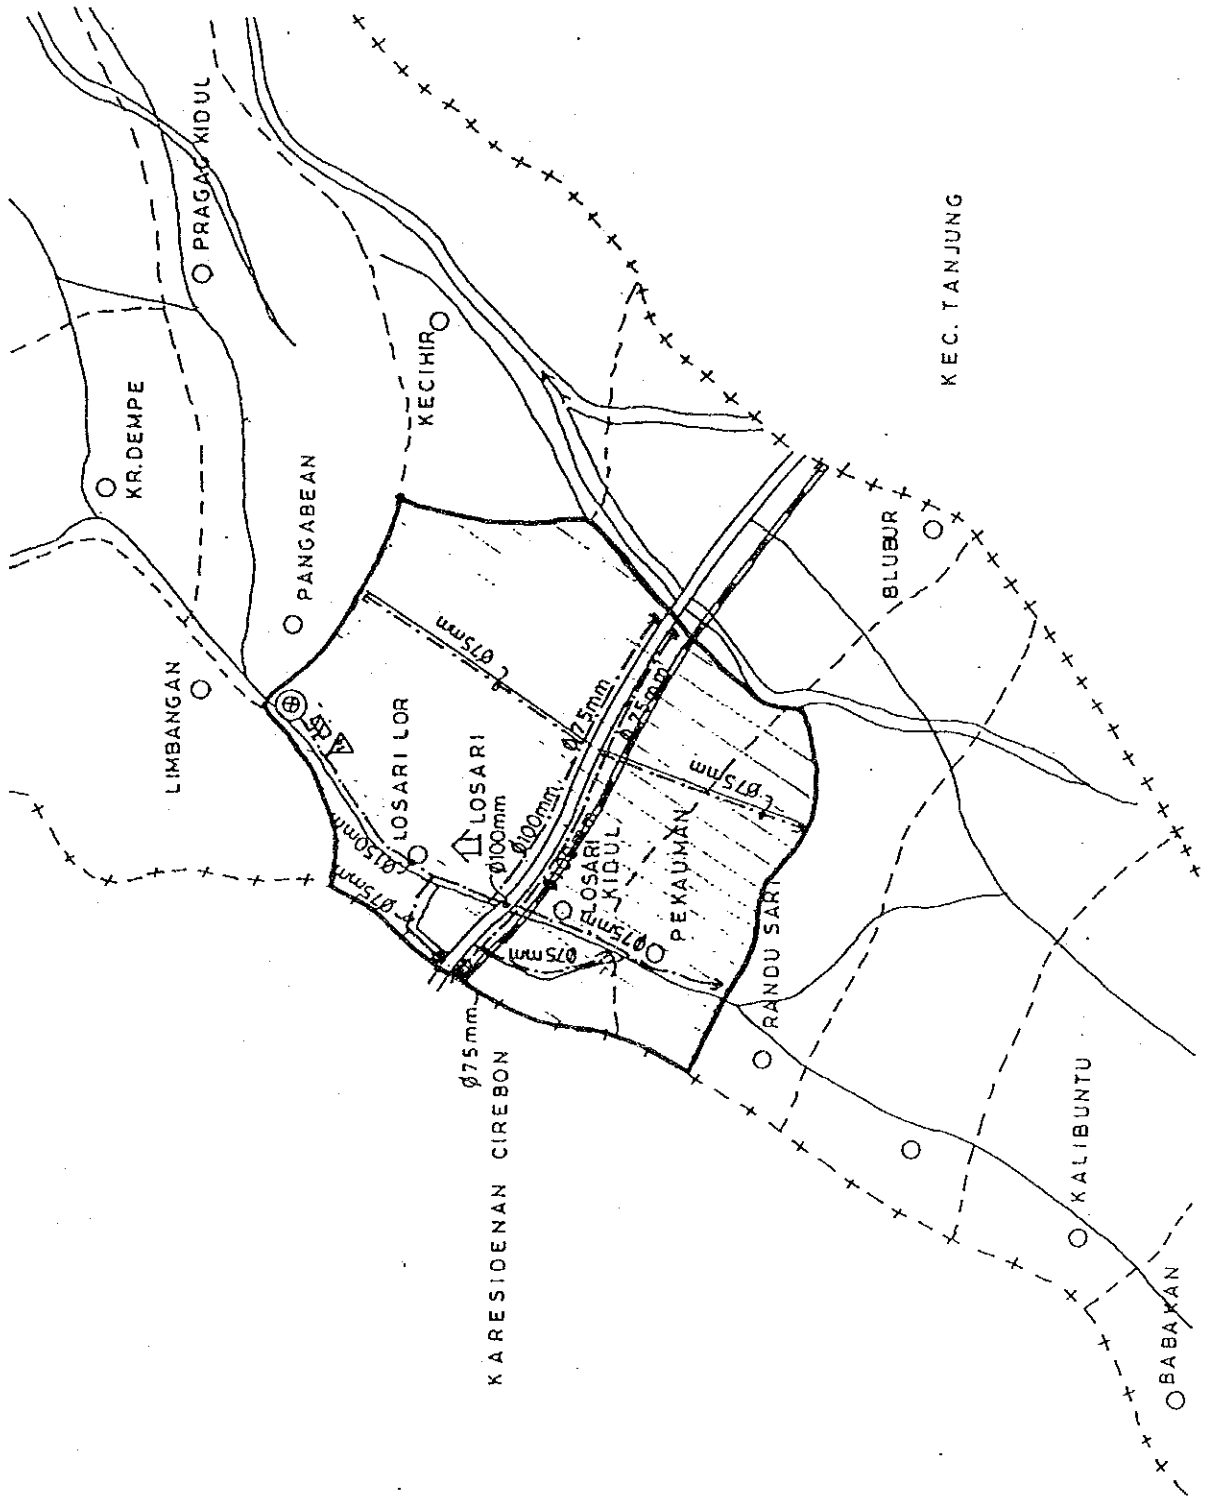 PRAGAG KIDUL
KR.DEMPE
KECIHIR
KEC. TANJUNG
PANGABEAN
LIMBANGAN
BLUBUR
LOSARI LOR
LOSARI
Ø75mm
Ø75mm
Ø75mm
Ø75mm
Ø150mm
Ø100mm
Ø100mm
Ø100mm
Ø75mm
LOSARI
KIDUL
PEKAUMAN
Ø75mm
Ø75mm
Ø75mm
RANDU SARI
KARESIDENAN CIREBON
KALIBUNTU
BABAKAN